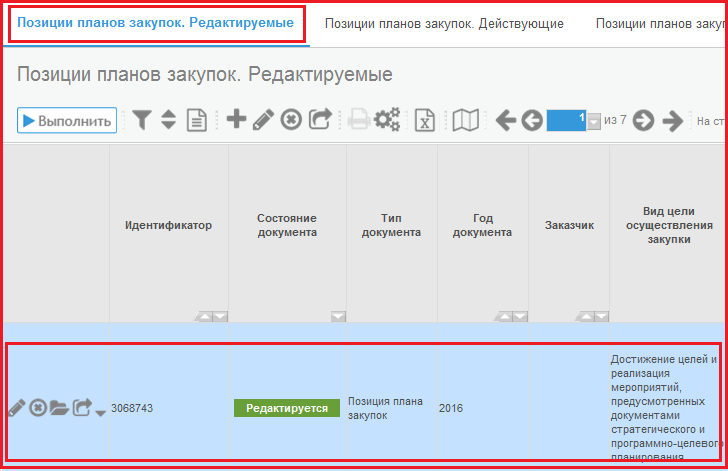 Позиции планов закупок. Редактируемые
Позиции планов закупок. Действующие
Позиции планов
Позиции планов закупок. Редактируемые
Выполнить
1 из 7
На
Идентификатор
Состояние
документа
Тип
документа
Год
документа
Заказчик
Вид цели
осуществления
закупки
3068743
Редактируется
Позиция плана
закупок
2016
Достижение целей и
реализация
мероприятий,
предусмотренных
документами
стратегического и
программно-целевого
планирования